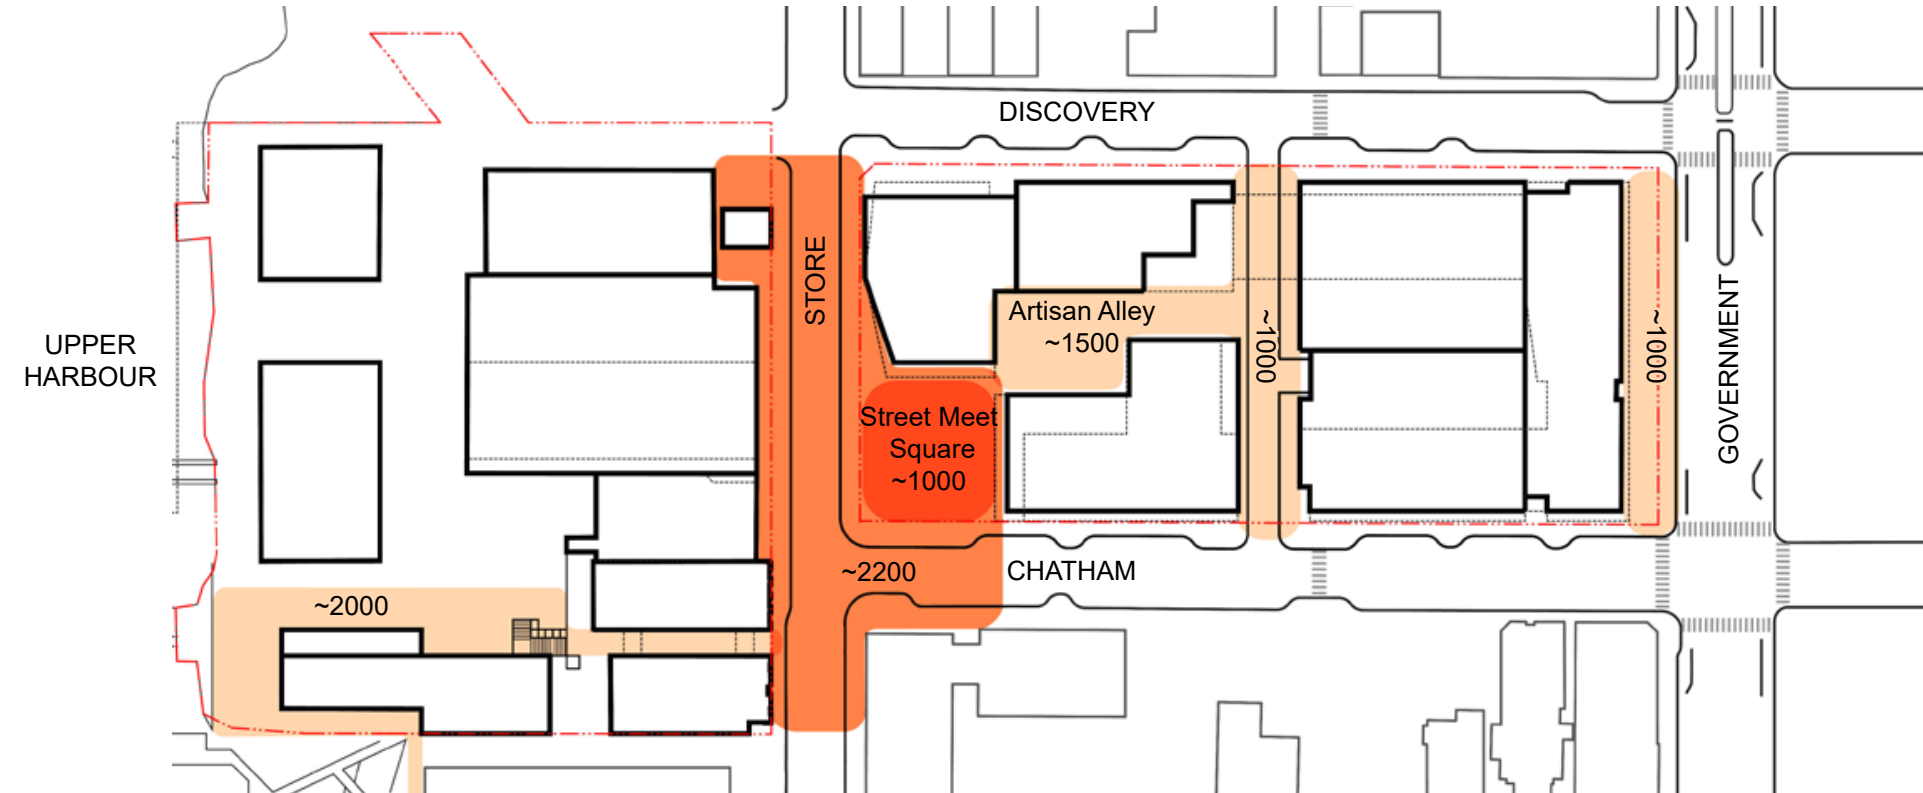 DISCOVERY
STORE
UPPER
HARBOUR
Artisan Alley
~1500
~1000
~1000
GOVERNMENT
Street Meet
Square
~1000
~2200
CHATHAM
~2000